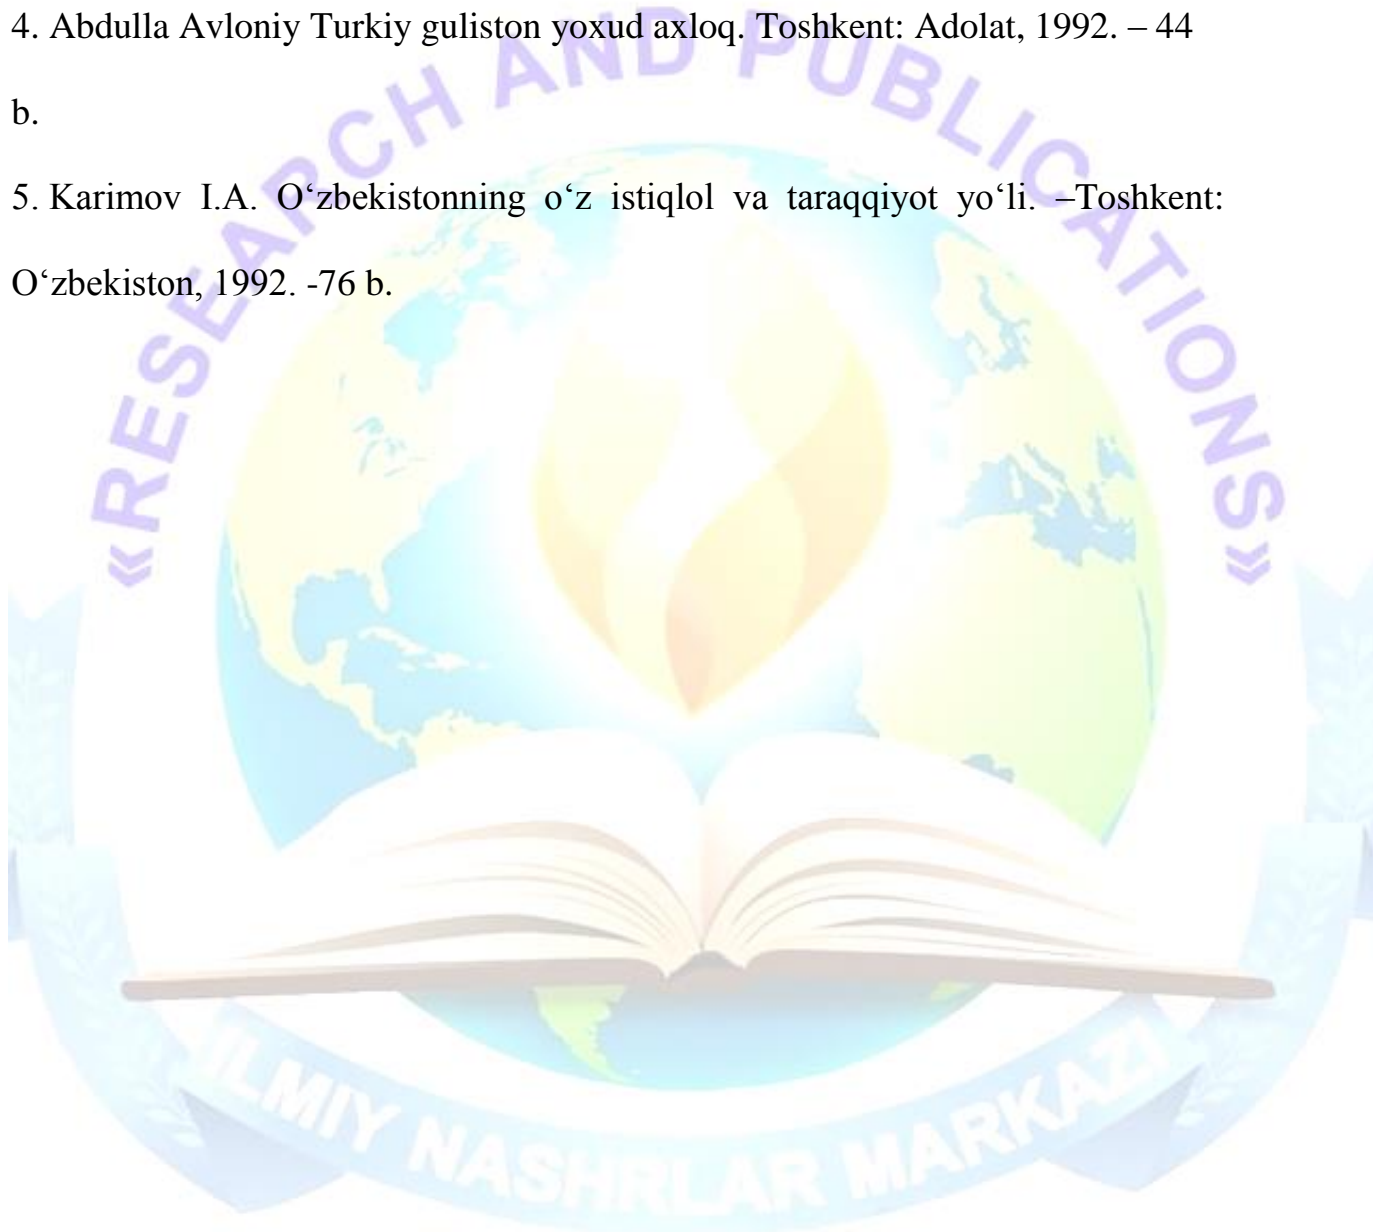 4. Abdulla Avloniy Turkiy guliston yoxud axloq. Toshkent: Adolat, 1992. – 44
b.
5. Karimov I.A. O‘zbekistonning o‘z istiqlol va taraqqiyot yo‘li. –Toshkent:
O‘zbekiston, 1992. -76 b.
«RESEARCH AND PUBLICATIONS»
ILMIY NASHRLAR MARKAZI